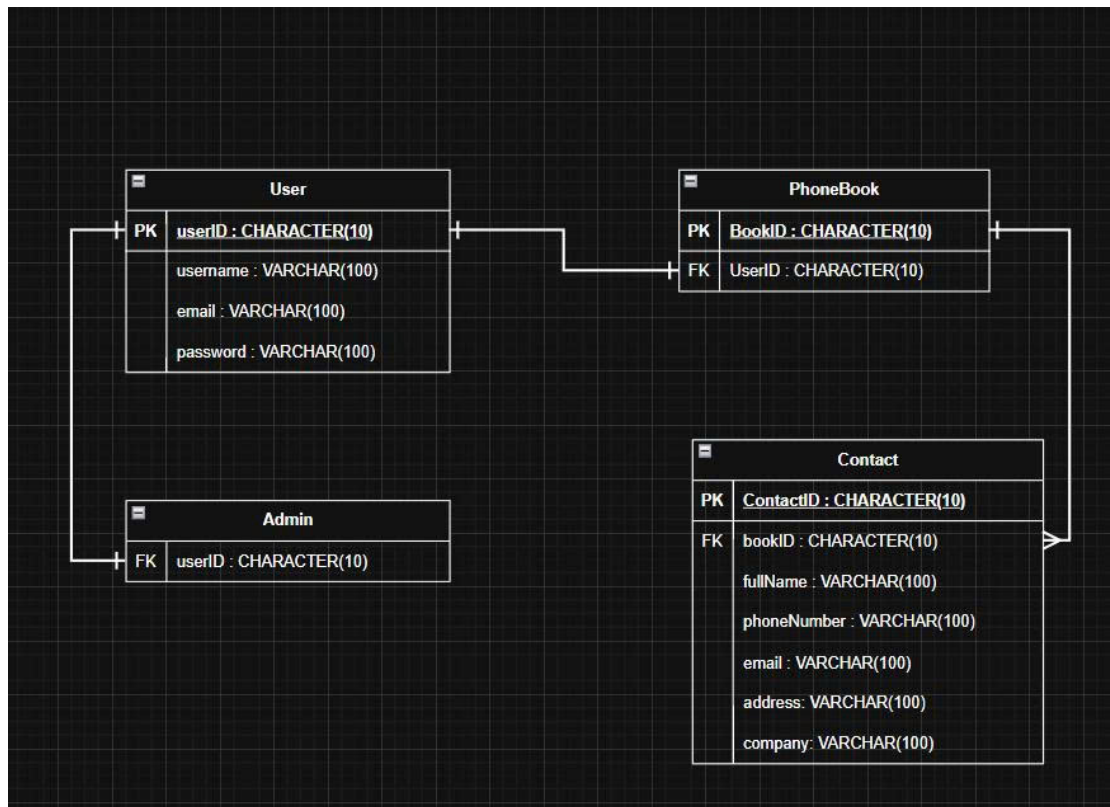 User
PK userID : CHARACTER(10)
username : VARCHAR(100)
email : VARCHAR(100)
password : VARCHAR(100)
PhoneBook
PK BookID : CHARACTER(10)
FK UserID : CHARACTER(10)
Admin
FK userID : CHARACTER(10)
Contact
PK ContactID : CHARACTER(10)
FK bookID : CHARACTER(10)
fullName : VARCHAR(100)
phoneNumber : VARCHAR(100)
email : VARCHAR(100)
address: VARCHAR(100)
company: VARCHAR(100)